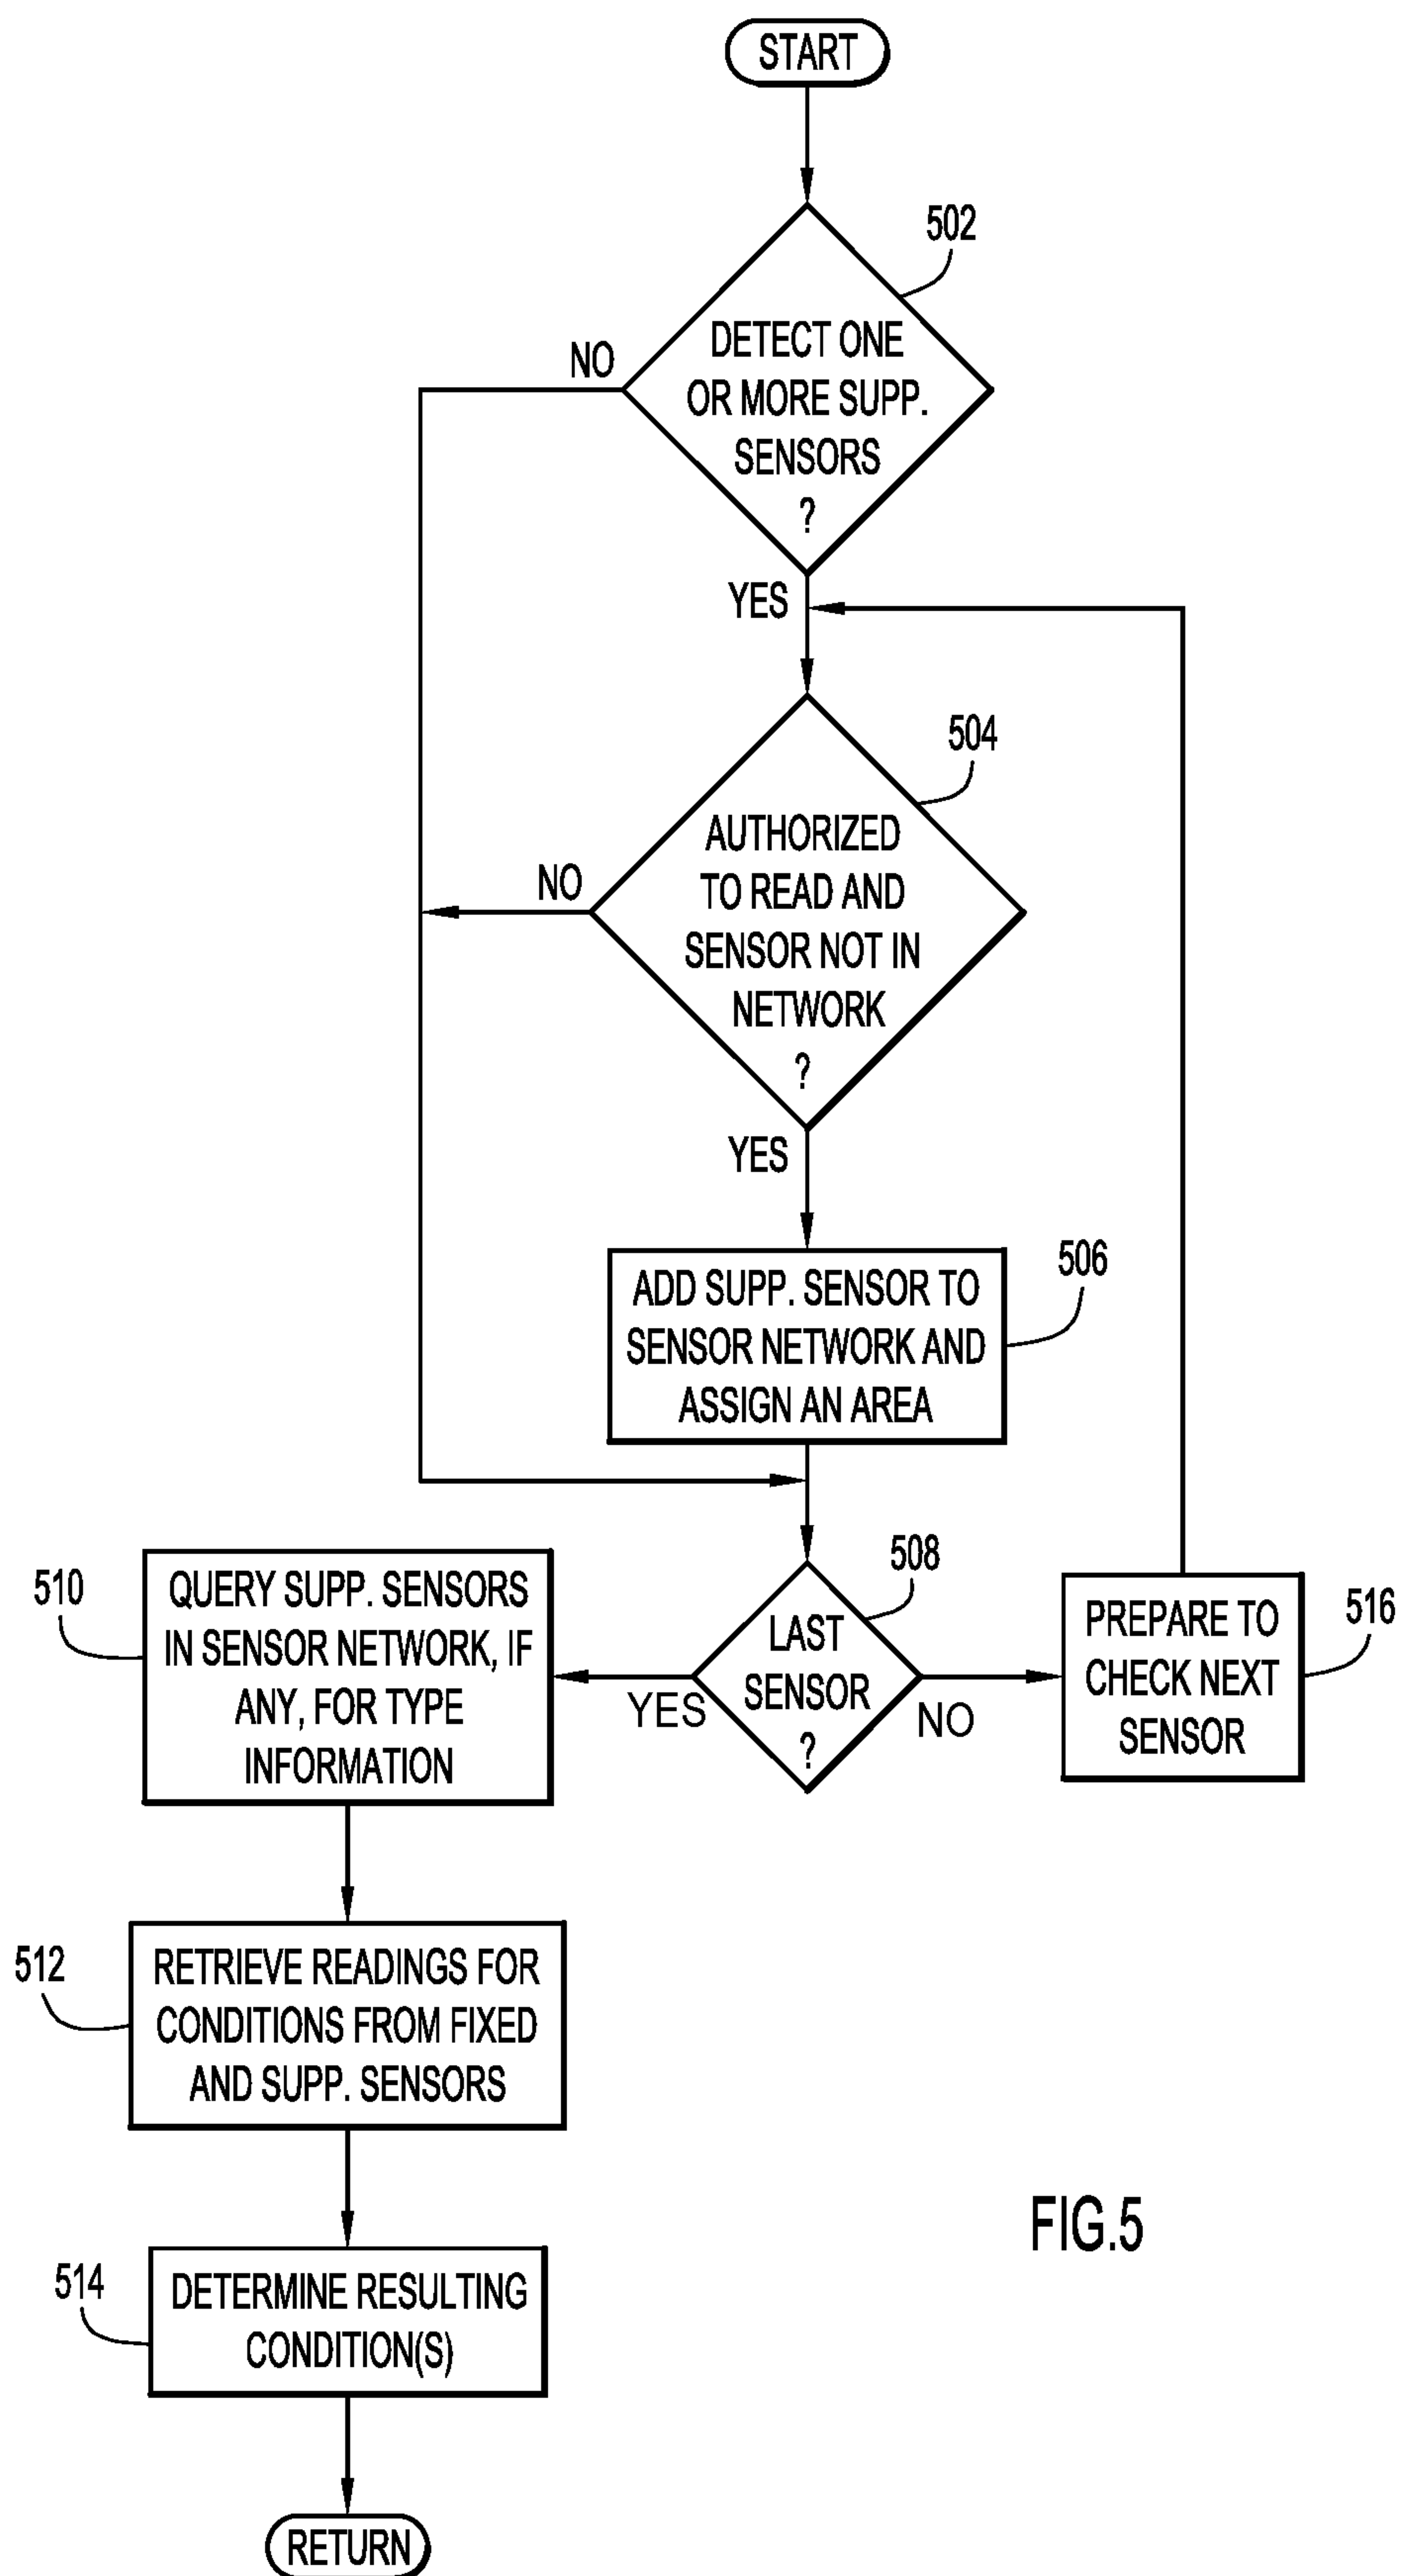 START
502
DETECT ONE
OR MORE SUPP.
SENSORS
?
NO
YES
504
AUTHORIZED
TO READ AND
SENSOR NOT IN
NETWORK
?
NO
YES
506
ADD SUPP. SENSOR TO
SENSOR NETWORK AND
ASSIGN AN AREA
508
LAST
SENSOR
?
YES
NO
510
QUERY SUPP. SENSORS
IN SENSOR NETWORK, IF
ANY, FOR TYPE
INFORMATION
516
PREPARE TO
CHECK NEXT
SENSOR
512
RETRIEVE READINGS FOR
CONDITIONS FROM FIXED
AND SUPP. SENSORS
514
DETERMINE RESULTING
CONDITION(S)
RETURN
FIG.5